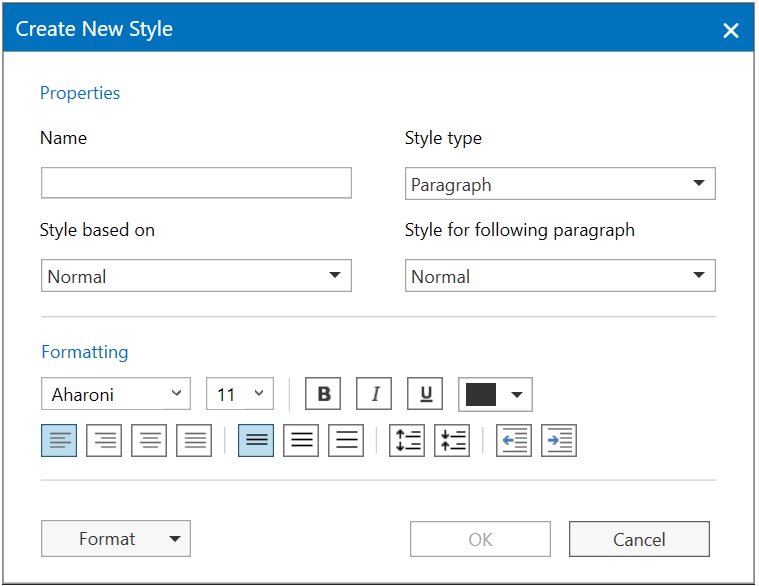 Create New Style
Properties
Name
Style type
Paragraph
Style based on
Style for following paragraph
Normal
Normal
Formatting
Aharoni
11
B
I
U
Format
OK
Cancel